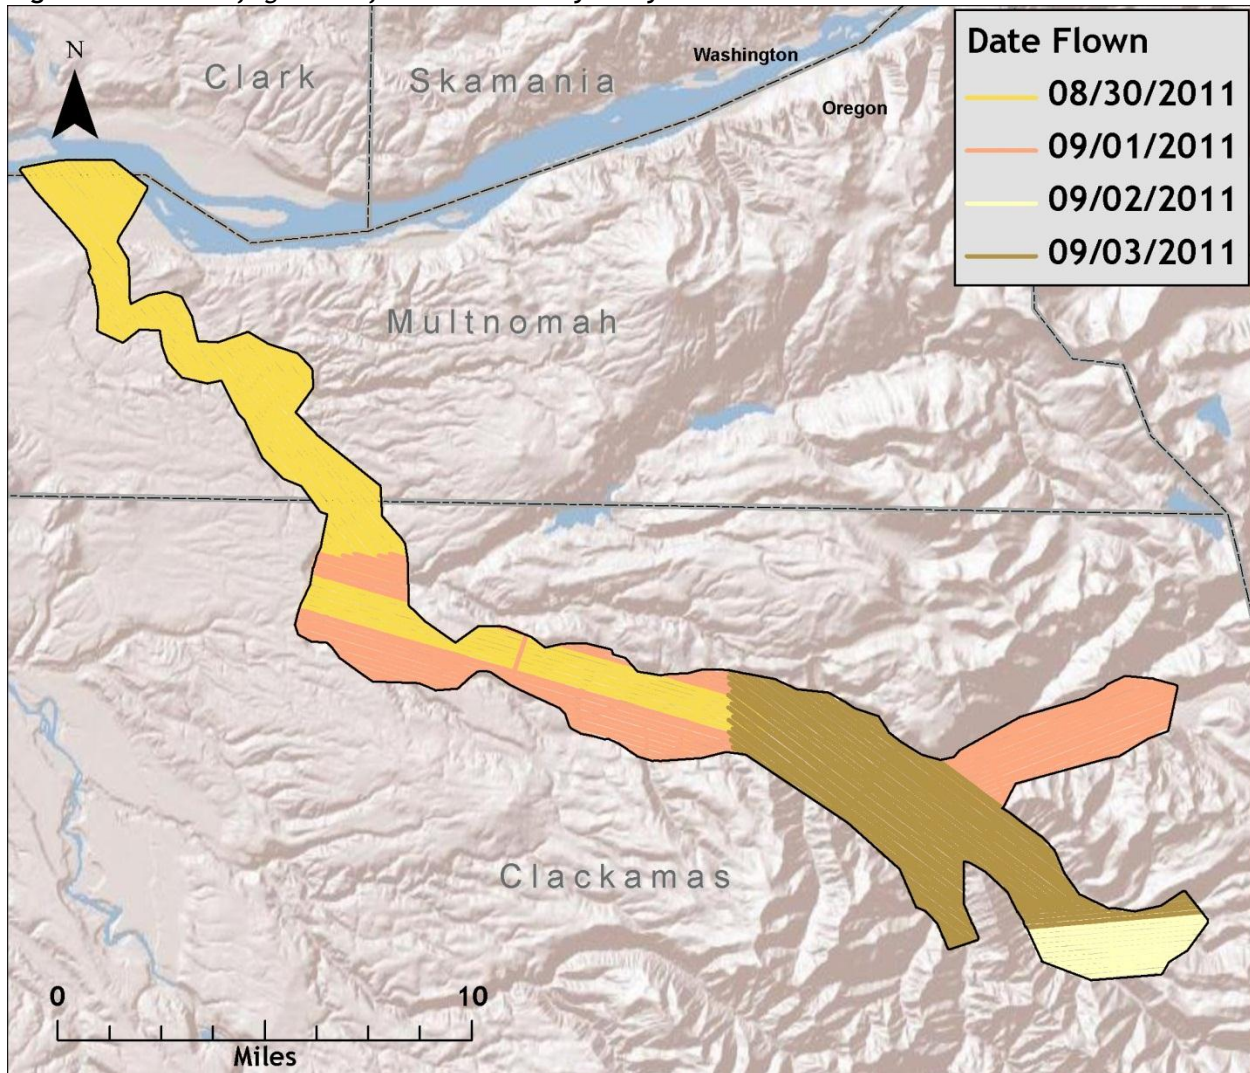 N
Clark
Skamania
Washington
Oregon
Date Flown
08/30/2011
09/01/2011
09/02/2011
09/03/2011
Multnomah
Clackamas
0 10
Miles